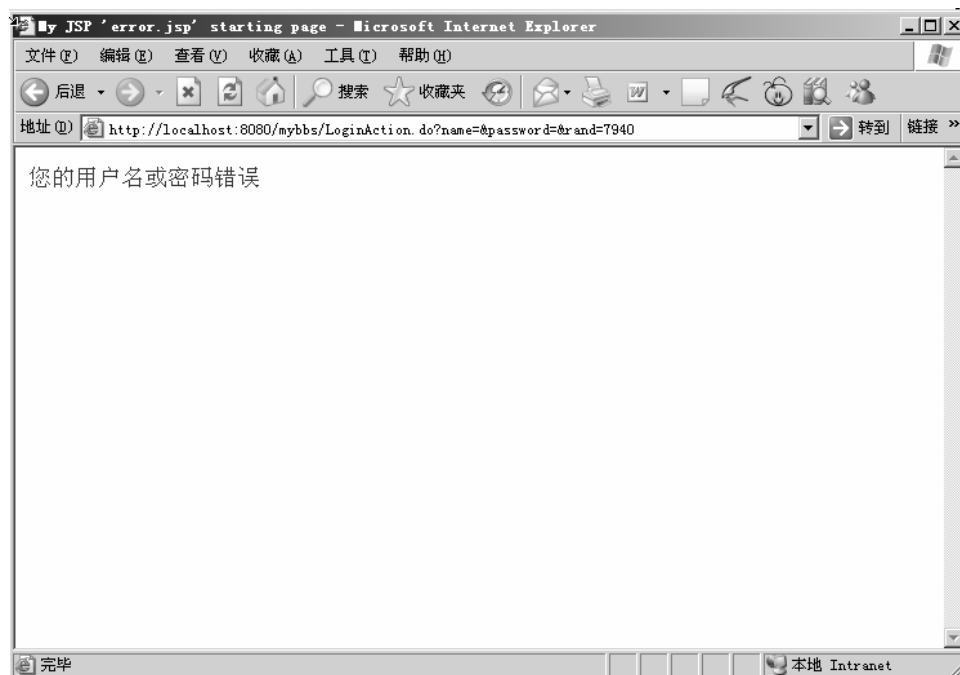 My JSP 'error.jsp' starting page - Microsoft Internet Explorer
文件(F) 编辑(E) 查看(V) 收藏(A) 工具(T) 帮助(H)
后退 搜索 收藏夹
地址(D) http://localhost:8080/mybbs/LoginAction.do?name=&password=&rand=7940 转到 链接 »
您的用户名或密码错误
完毕 本地 Intranet